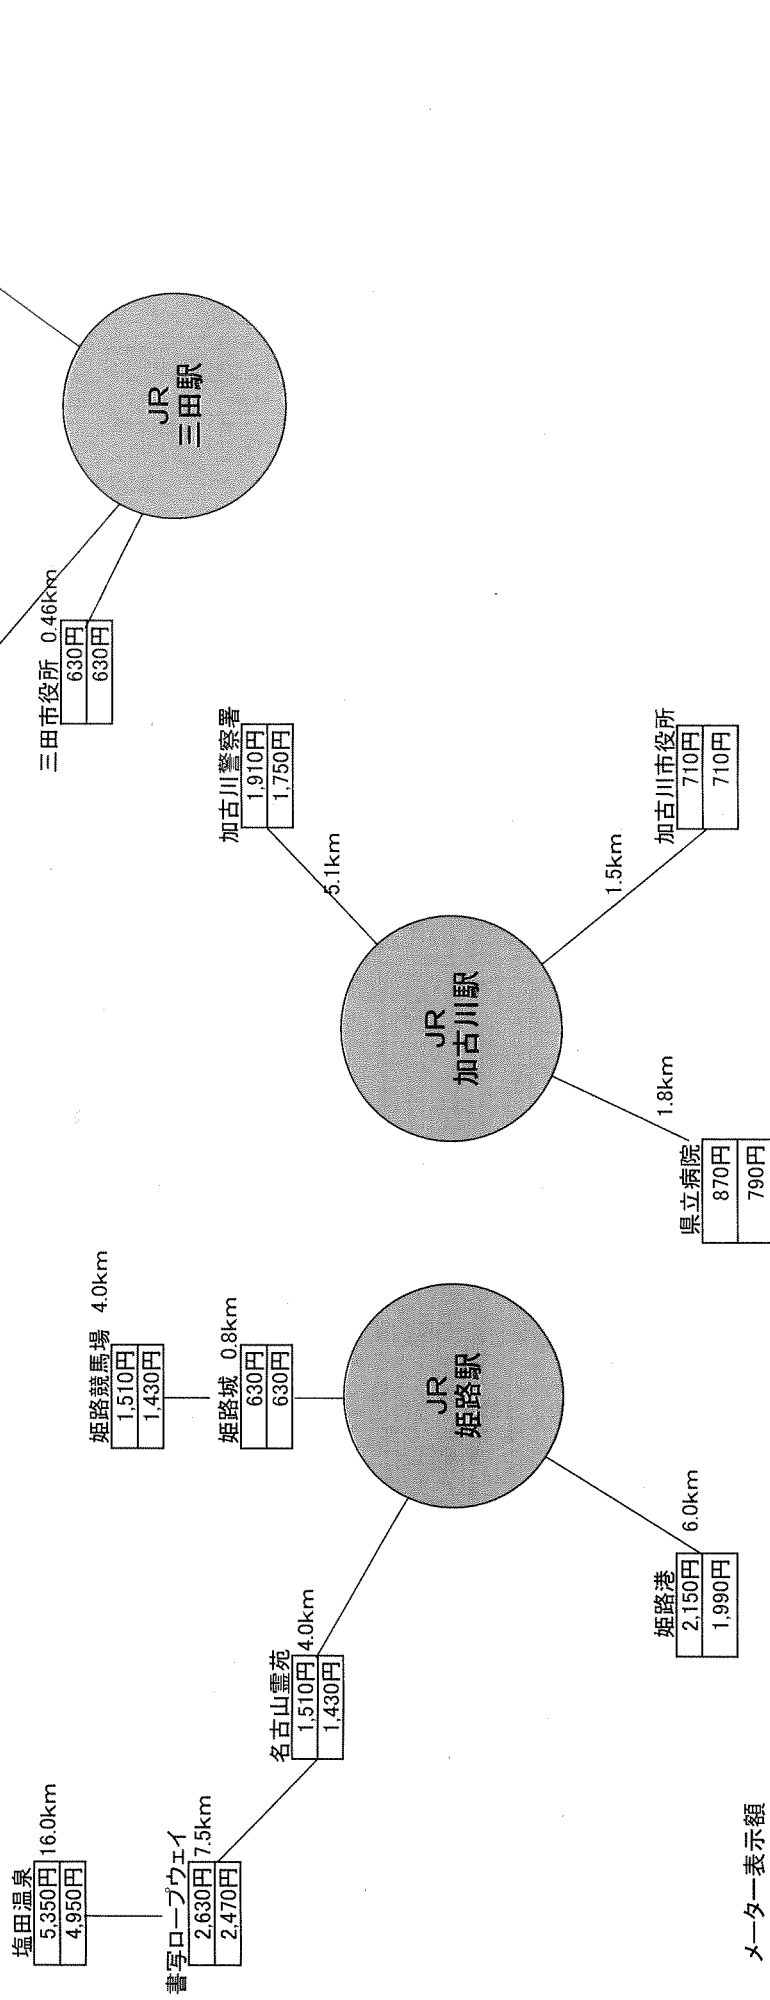 塩田温泉
5,350円
4,950円
16.0km
書写ロープウェイ
2,630円
2,470円
7.5km
名古山霊苑
1,510円
1,430円
4.0km
姫路競馬場 4.0km
1,510円
1,430円
姫路城 0.8km
630円
630円
JR
姫路駅
姫路港
2,150円
1,990円
6.0km
県立病院
870円
790円
1.8km
JR
加古川駅
加古川警察署
1,910円
1,750円
5.1km
加古川市役所
710円
710円
1.5km
三田市役所 0.46km
630円
630円
JR
三田駅
メーター表示額